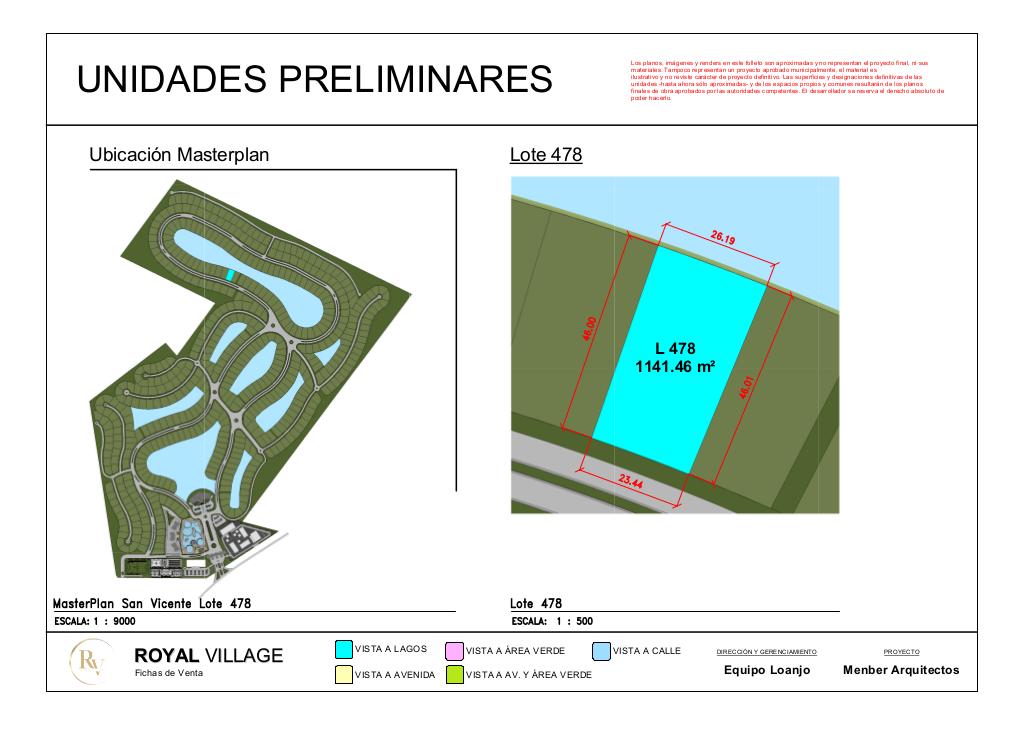 UNIDADES PRELIMINARES
Los planos, imágenes y renders en este folleto son aproximadas y no representan el proyecto final, ni sus
materiales. Tampoco representan un proyecto aprobado municipalmente, el material es
ilustrativo y no reviste carácter de proyecto definitivo. Las superficies y designaciones definitivas de las
unidades -hasta ahora sólo aproximadas- y de los espacios propios y comunes resultarán de los planos
finales de obra aprobados por las autoridades competentes. El desarrollador se reserva el derecho absoluto de
poder hacerlo.
Ubicación Masterplan
Lote 478
26.19
46.00
L 478
1141.46 m²
46.01
23.44
MasterPlan San Vicente Lote 478
ESCALA: 1 : 9000
Lote 478
ESCALA: 1 : 500
RV
ROYAL VILLAGE
Fichas de Venta
VISTA A LAGOS
VISTA A ÁREA VERDE
VISTA A CALLE
VISTA A AVENIDA
VISTA A AV. Y ÁREA VERDE
DIRECCIÓN Y GERENCIAMIENTO
Equipo Loanjo
PROYECTO
Menber Arquitectos